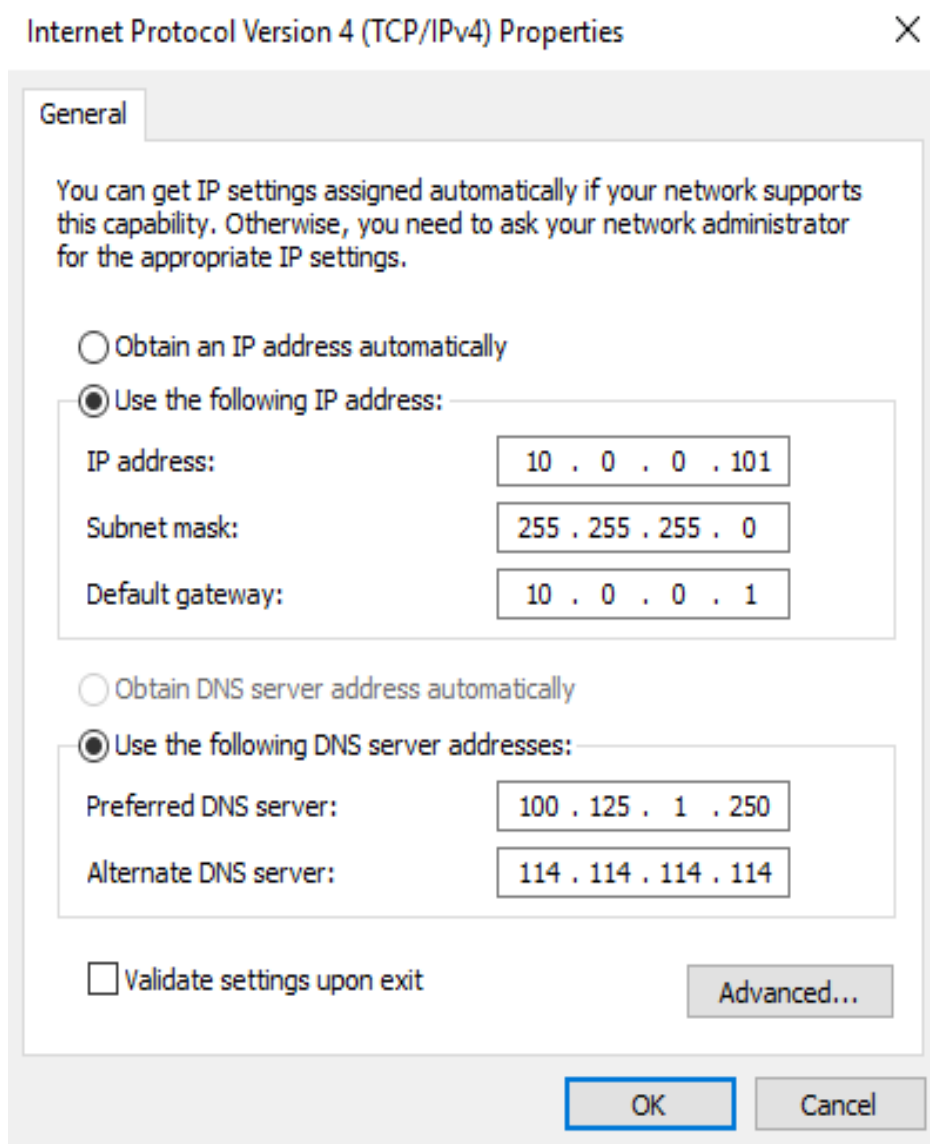 Internet Protocol Version 4 (TCP/IPv4) Properties
General
You can get IP settings assigned automatically if your network supports
this capability. Otherwise, you need to ask your network administrator
for the appropriate IP settings.
Obtain an IP address automatically
Use the following IP address:
IP address: 10 . 0 . 0 . 101
Subnet mask: 255 . 255 . 255 . 0
Default gateway: 10 . 0 . 0 . 1
Obtain DNS server address automatically
Use the following DNS server addresses:
Preferred DNS server: 100 . 125 . 1 . 250
Alternate DNS server: 114 . 114 . 114 . 114
Validate settings upon exit
Advanced...
OK Cancel